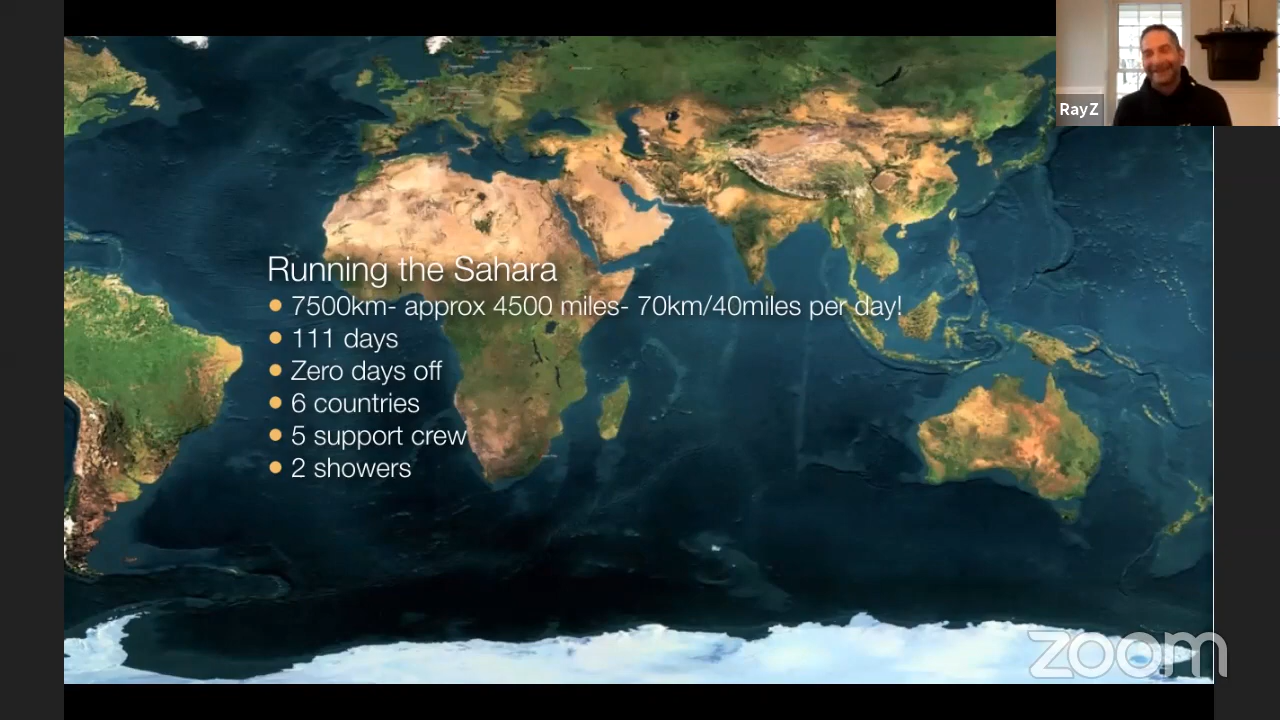 RayZ
Running the Sahara
7500km- approx 4500 miles- 70km/40miles per day!
111 days
Zero days off
6 countries
5 support crew
2 showers
zoom